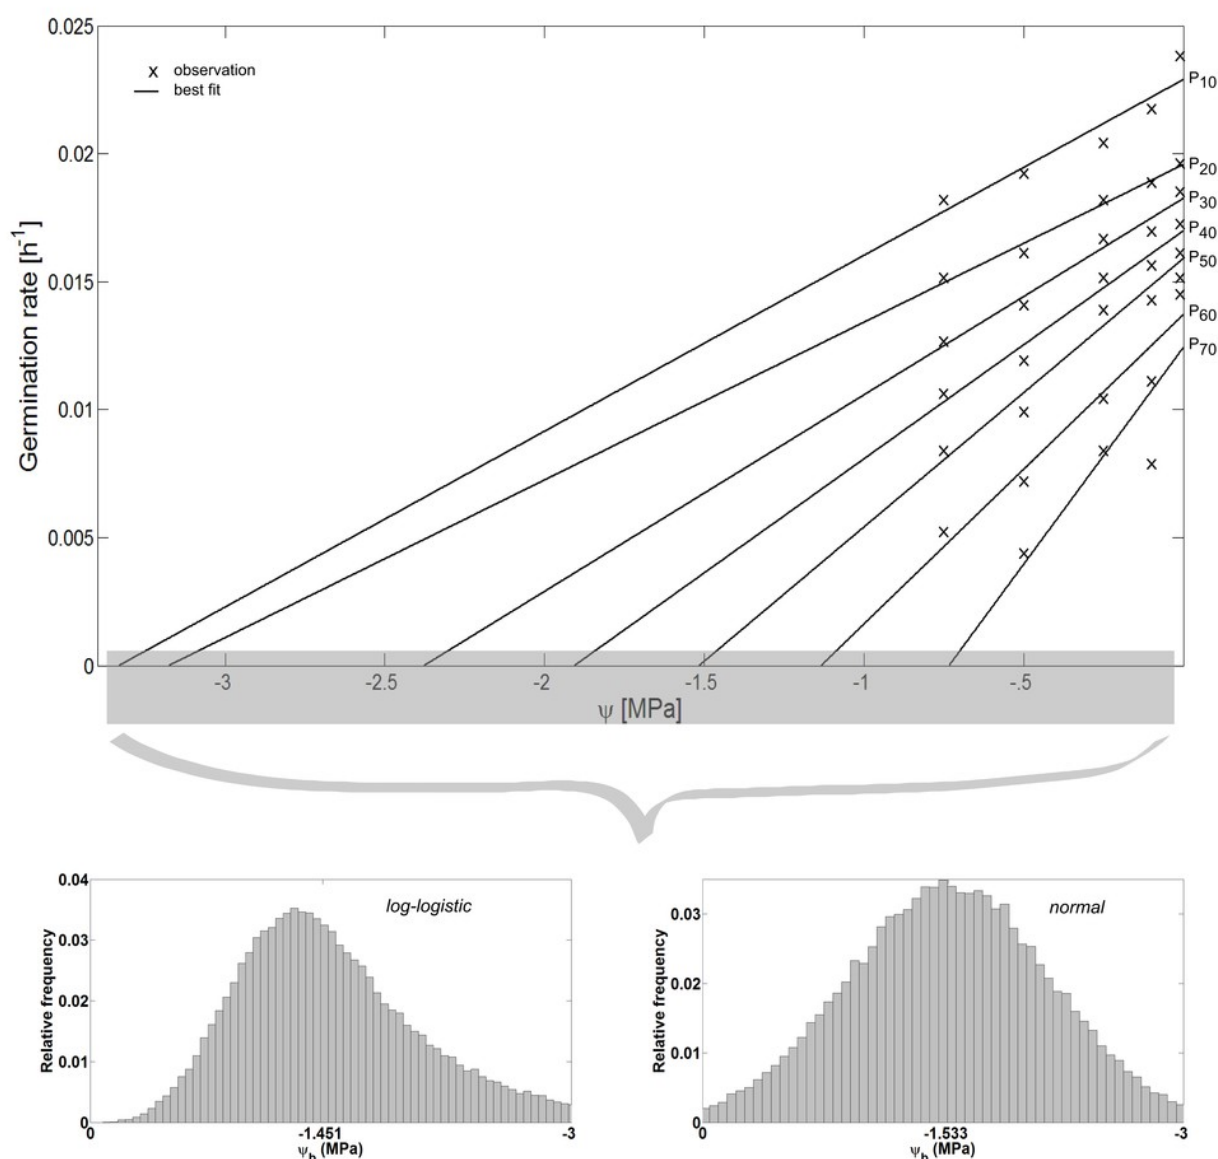 0.025
x observation
— best fit
P10
0.02
P20
P30
P40
0.015
P50
P60
P70
Germination rate [h-1]
0.01
0.005
0
-3 -2.5 -2 -1.5 -1 -.5
ψ [MPa]
0.04
log-logistic
0.03
Relative frequency
0.02
0.01
0
0 -1.451 -3
ψb (MPa)
normal
0.03
Relative frequency
0.02
0.01
0
0 -1.533 -3
ψb (MPa)